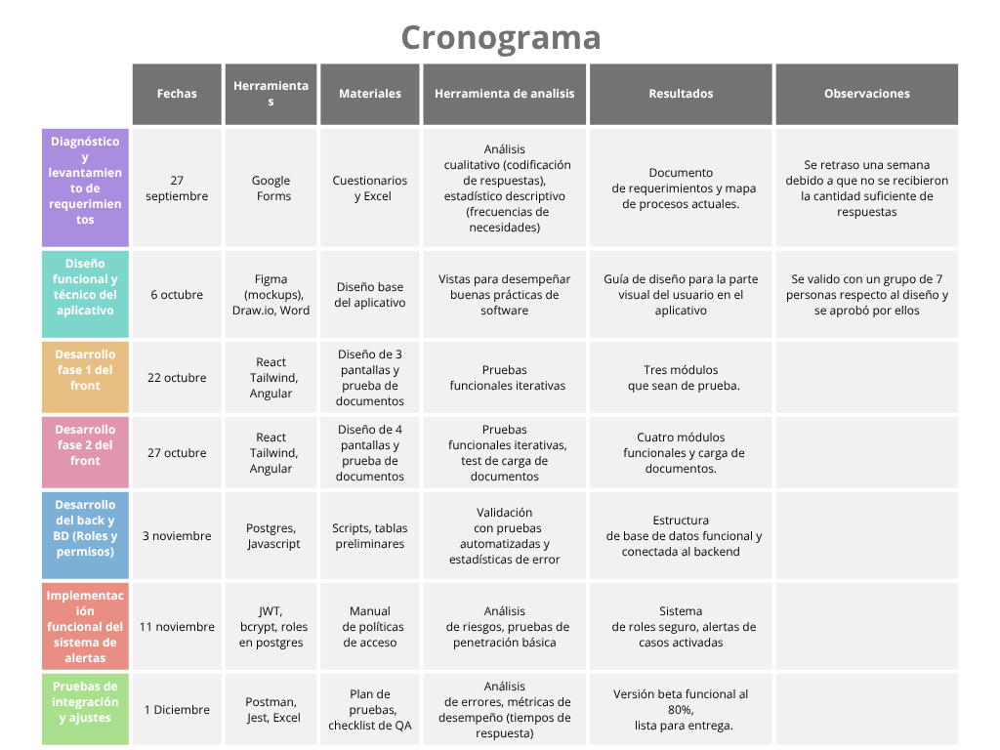 Cronograma
Fechas
Herramienta
s
Materiales
Herramienta de analisis
Resultados
Observaciones
Diagnóstico
y
levantamien
to de
requerimien
tos
27
septiembre
Google
Forms
Cuestionarios
y Excel
Análisis
cualitativo (codificación
de respuestas),
estadístico descriptivo
(frecuencias de
necesidades)
Documento
de requerimientos y mapa
de procesos actuales.
Se retraso una semana
debido a que no se recibieron
la cantidad suficiente de
respuestas
Diseño
funcional y
técnico del
aplicativo
6 octubre
Figma
(mockups),
Draw.io, Word
Diseño base
del aplicativo
Vistas para desempeñar
buenas prácticas de
software
Guía de diseño para la parte
visual del usuario en el
aplicativo
Se valido con un grupo de 7
personas respecto al diseño y
se aprobó por ellos
Desarrollo
fase 1 del
front
22 octubre
React
Tailwind,
Angular
Diseño de 3
pantallas y
prueba de
documentos
Pruebas
funcionales iterativas
Tres módulos
que sean de prueba.
Desarrollo
fase 2 del
front
27 octubre
React
Tailwind,
Angular
Diseño de 4
pantallas y
prueba de
documentos
Pruebas
funcionales iterativas,
test de carga de
documentos
Cuatro módulos
funcionales y carga de
documentos.
Desarrollo
del back y
BD (Roles y
permisos)
3 noviembre
Postgres,
Javascript
Scripts, tablas
preliminares
Validación
con pruebas
automatizadas y
estadísticas de error
Estructura
de base de datos funcional y
conectada al backend
Implementac
ión
funcional del
sistema de
alertas
11 noviembre
JWT,
bcrypt, roles
en postgres
Manual
de políticas
de acceso
Análisis
de riesgos, pruebas de
penetración básica
Sistema
de roles seguro, alertas de
casos activadas
Pruebas de
integración
y ajustes
1 Diciembre
Postman,
Jest, Excel
Plan de
pruebas,
checklist de QA
Análisis
de errores, métricas de
desempeño (tiempos de
respuesta)
Versión beta funcional al
80%,
lista para entrega.